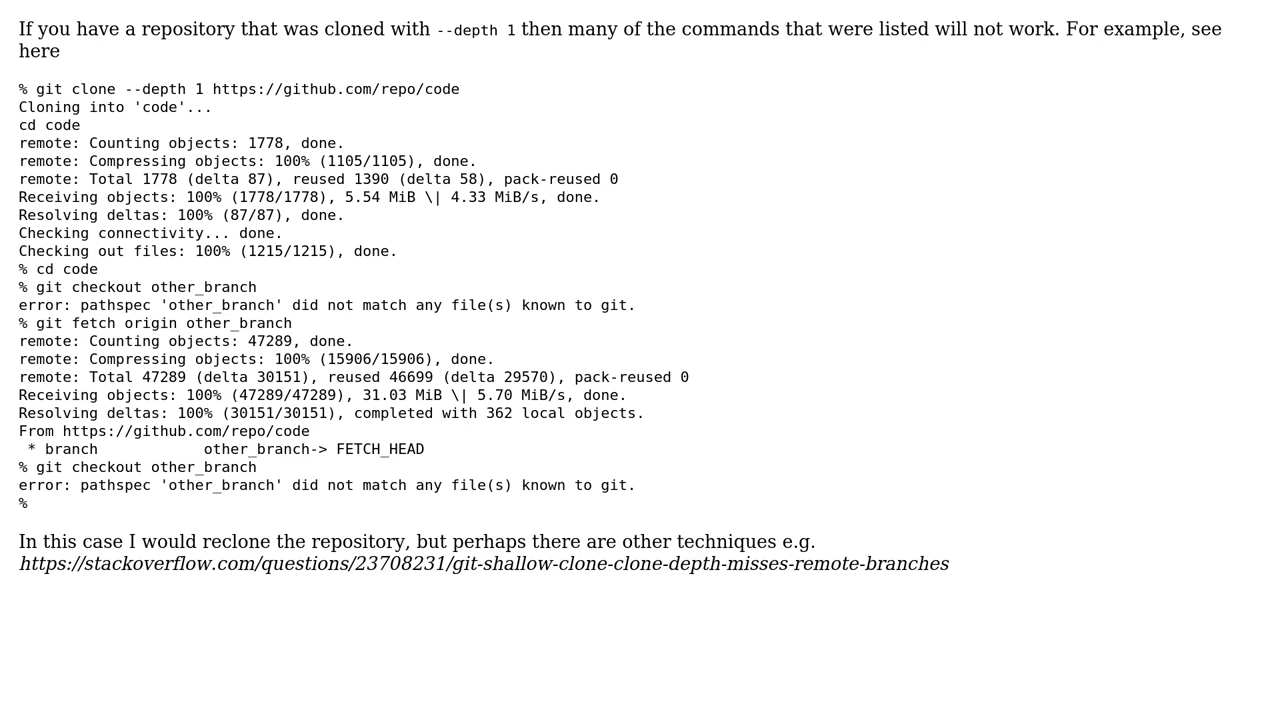 If you have a repository that was cloned with --depth 1 then many of the commands that were listed will not work. For example, see
here
% git clone --depth 1 https://github.com/repo/code
Cloning into 'code'...
cd code
remote: Counting objects: 1778, done.
remote: Compressing objects: 100% (1105/1105), done.
remote: Total 1778 (delta 87), reused 1390 (delta 58), pack-reused 0
Receiving objects: 100% (1778/1778), 5.54 MiB \| 4.33 MiB/s, done.
Resolving deltas: 100% (87/87), done.
Checking connectivity... done.
Checking out files: 100% (1215/1215), done.
% cd code
% git checkout other_branch
error: pathspec 'other_branch' did not match any file(s) known to git.
% git fetch origin other_branch
remote: Counting objects: 47289, done.
remote: Compressing objects: 100% (15906/15906), done.
remote: Total 47289 (delta 30151), reused 46699 (delta 29570), pack-reused 0
Receiving objects: 100% (47289/47289), 31.03 MiB \| 5.70 MiB/s, done.
Resolving deltas: 100% (30151/30151), completed with 362 local objects.
From https://github.com/repo/code
 * branch            other_branch-> FETCH_HEAD
% git checkout other_branch
error: pathspec 'other_branch' did not match any file(s) known to git.
%
In this case I would reclone the repository, but perhaps there are other techniques e.g.
https://stackoverflow.com/questions/23708231/git-shallow-clone-clone-depth-misses-remote-branches